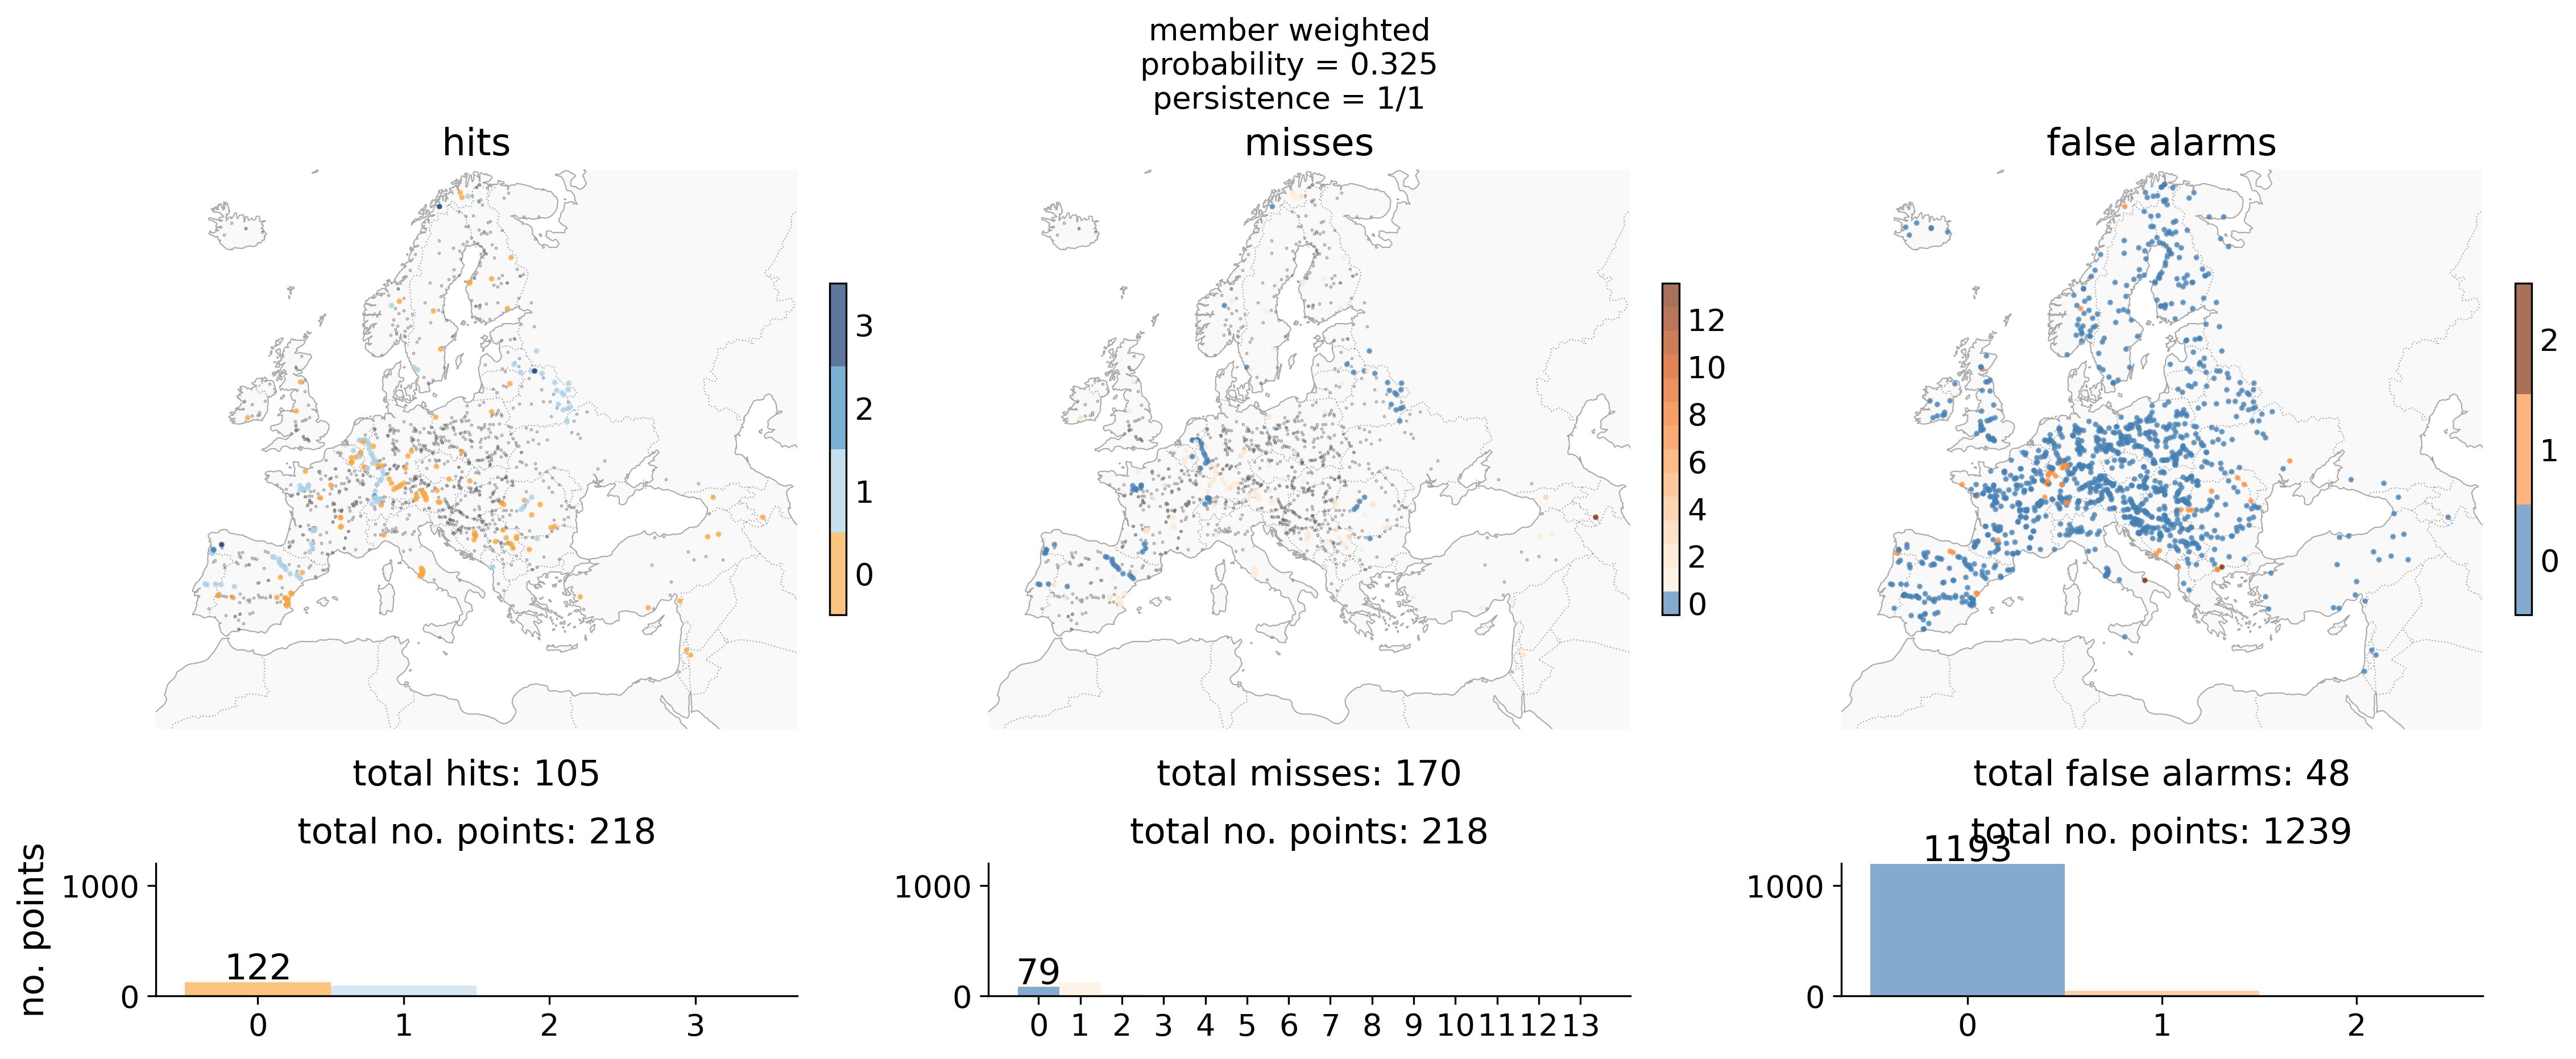 member weighted
probability = 0.325
persistence = 1/1
hits
misses
false alarms
3
2
1
0
12
10
8
6
4
2
0
2
1
0
total hits: 105
total misses: 170
total false alarms: 48
total no. points: 218
total no. points: 218
total no. points: 1239
no. points
1000
0
122
0 1 2 3
1000
0
79
0 1 2 3 4 5 6 7 8 9 10 11 12 13
1000
0
1193
0 1 2